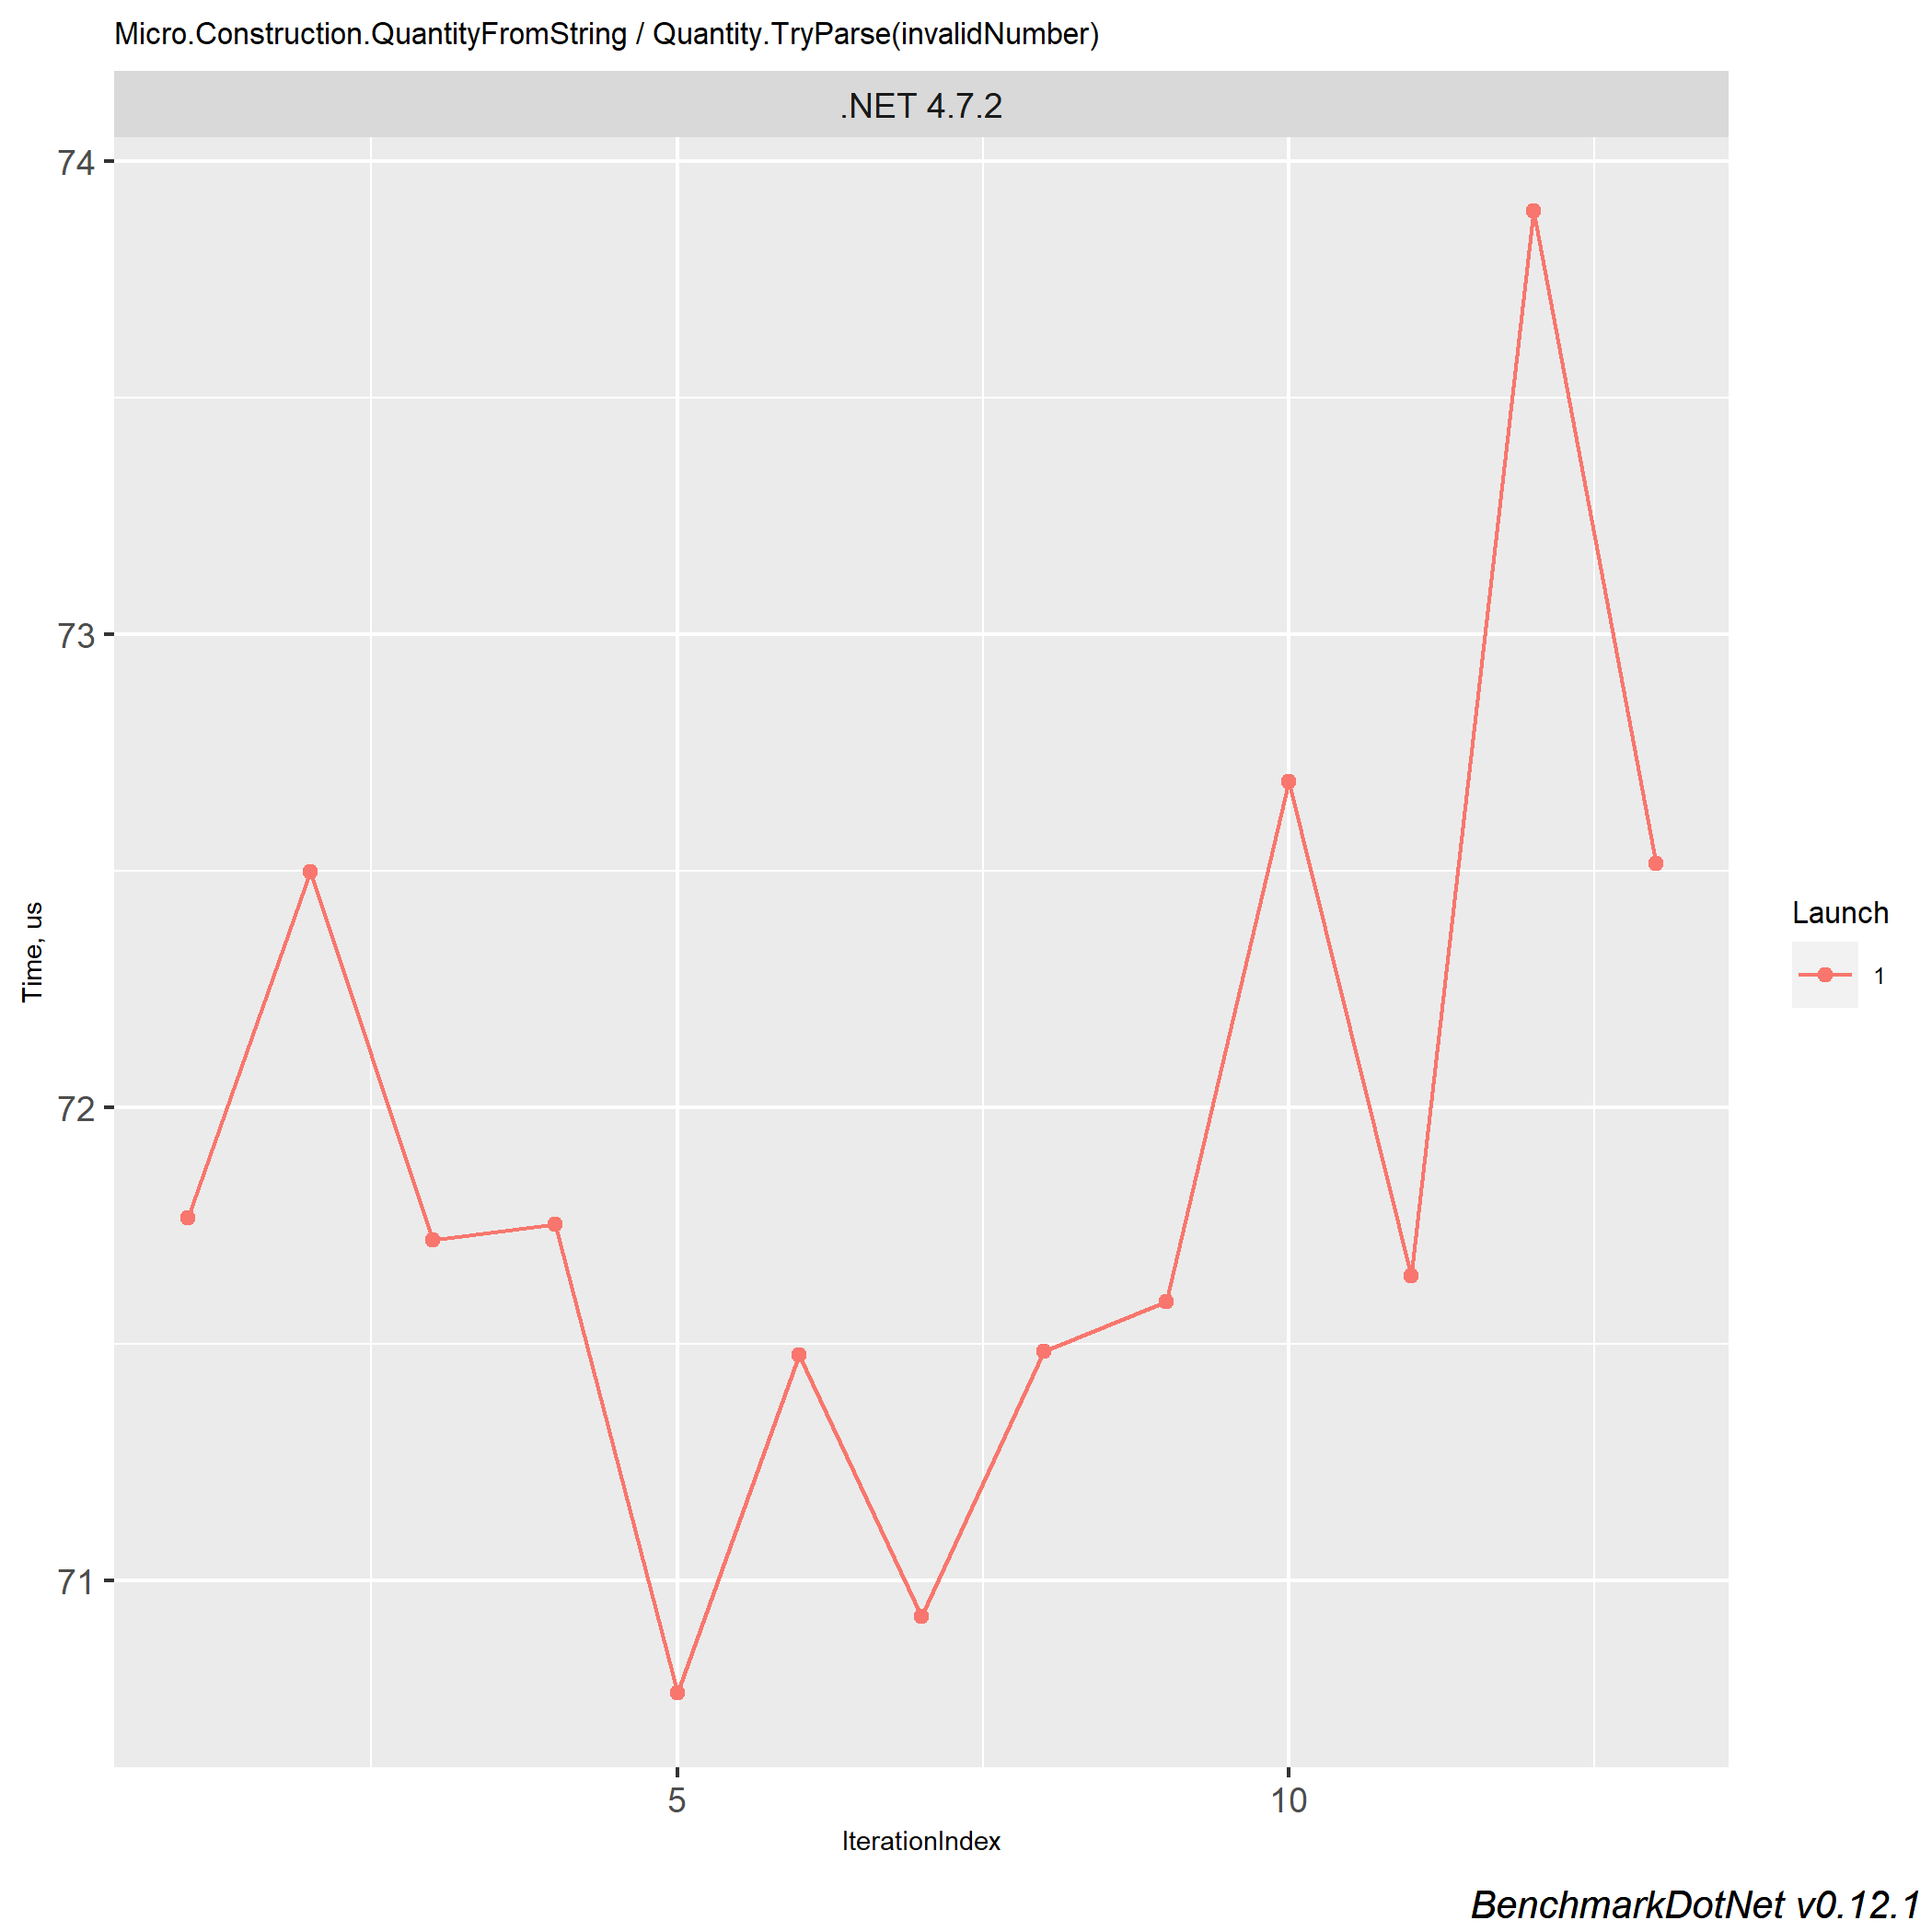 Micro.Construction.QuantityFromString / Quantity.TryParse(invalidNumber)
.NET 4.7.2
74
73
72
71
Time, us
5
10
IterationIndex
Launch
1
BenchmarkDotNet v0.12.1